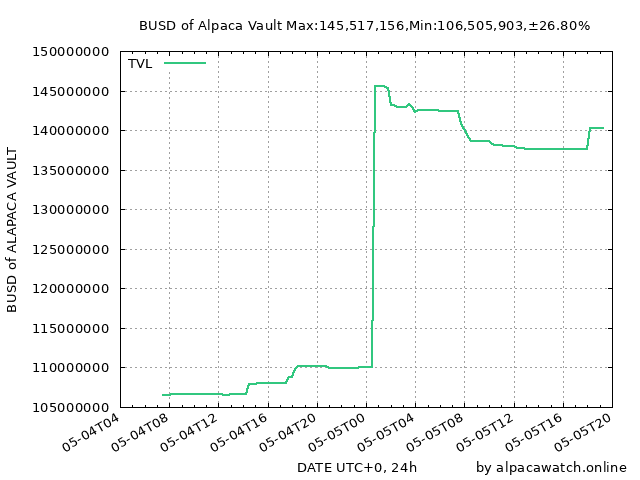 BUSD of Alpaca Vault Max:145,517,156,Min:106,505,903,±26.80%
TVL
150000000
145000000
140000000
135000000
130000000
125000000
120000000
115000000
110000000
105000000
BUSD of ALAPACA VAULT
05-04T04
05-04T08
05-04T12
05-04T16
05-04T20
05-05T00
05-05T04
05-05T08
05-05T12
05-05T16
05-05T20
DATE UTC+0, 24h
by alpacawatch.online